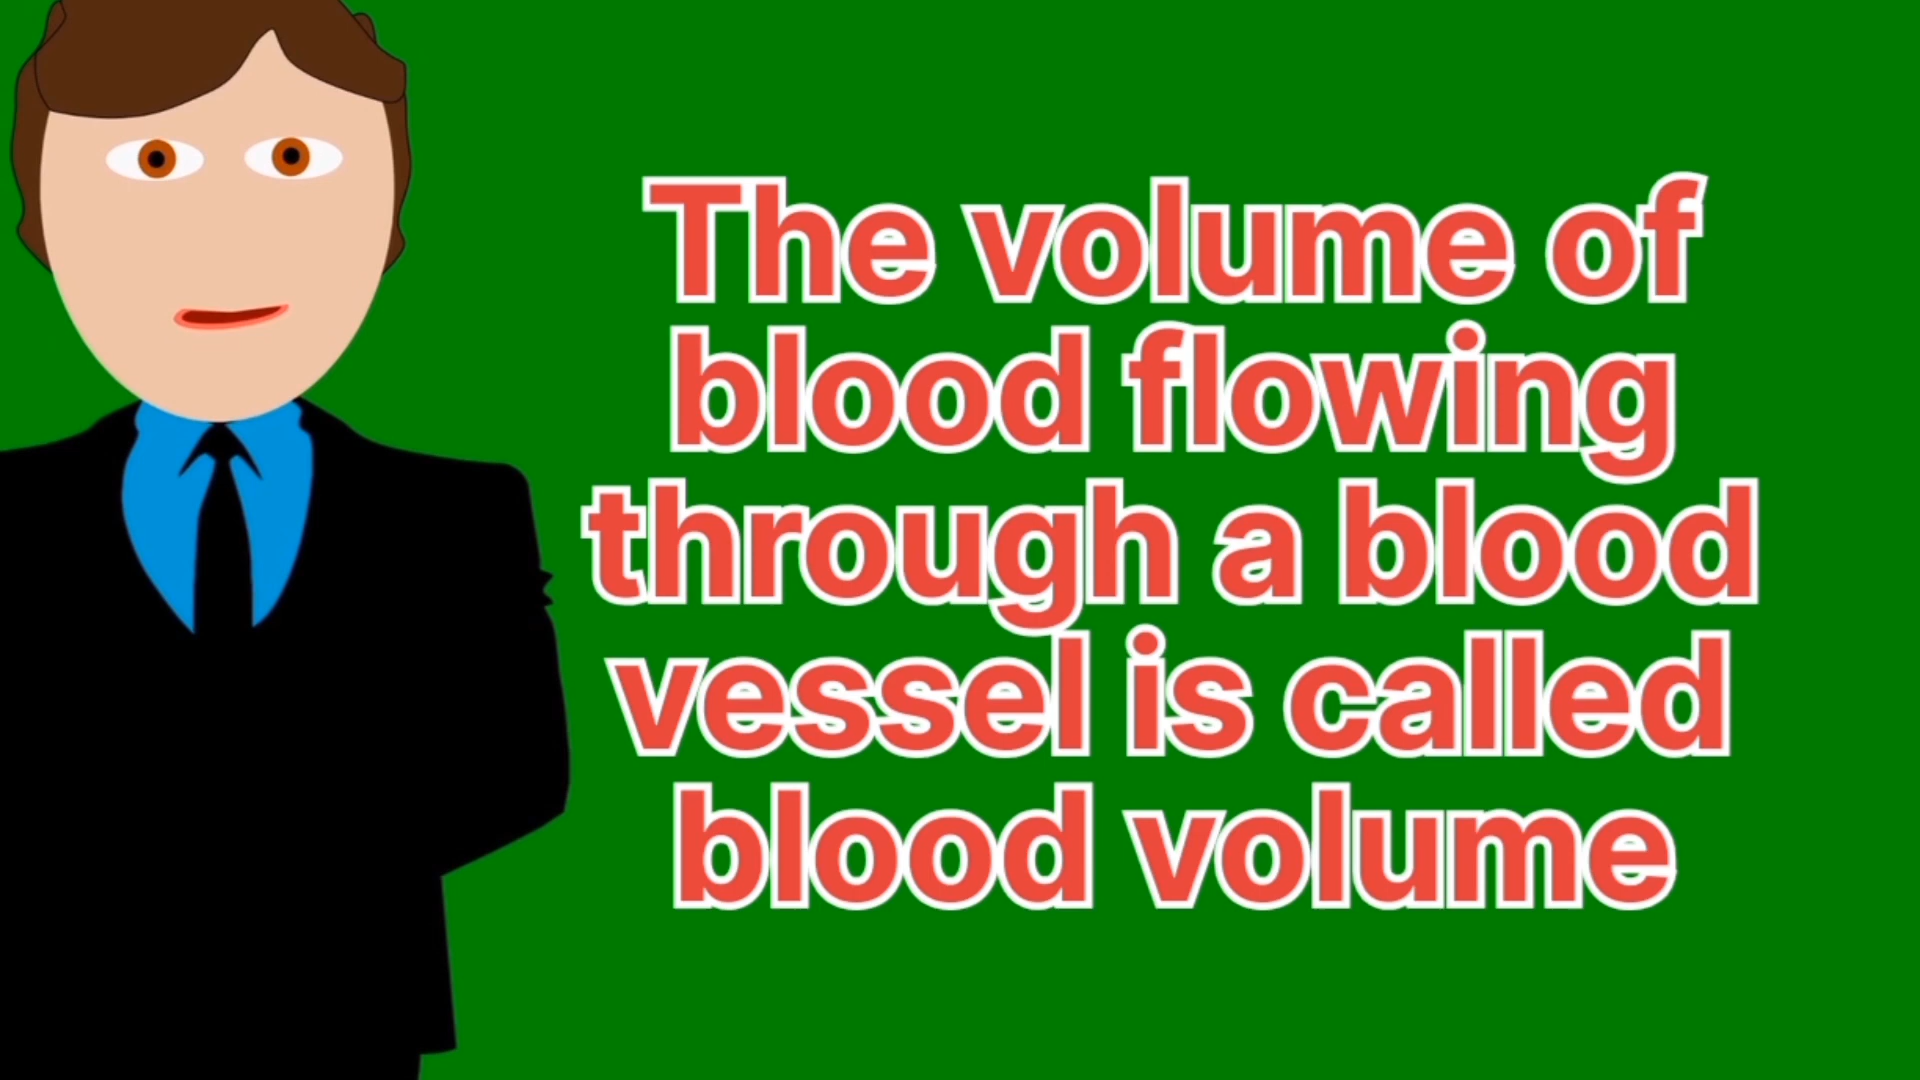 The volume of
blood flowing
through a blood
vessel is called
blood volume